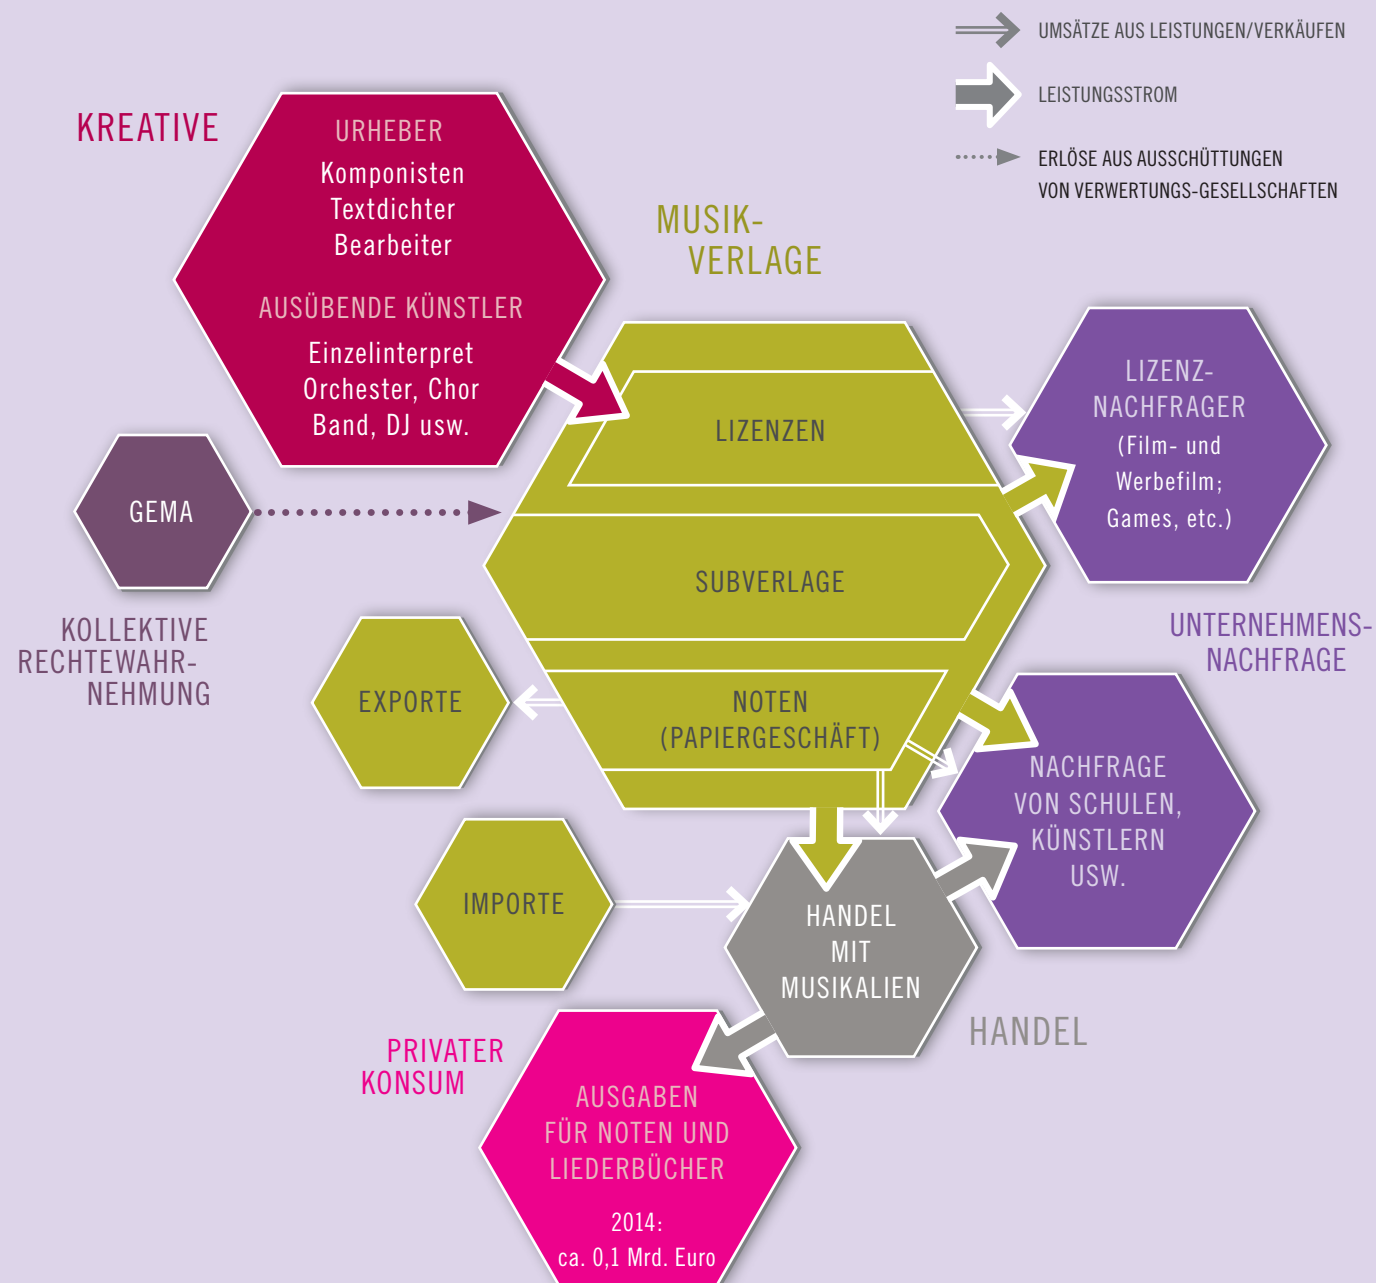 UMSÄTZE AUS LEISTUNGEN/VERKÄUFEN
LEISTUNGSSTROM
ERLÖSE AUS AUSSCHÜTTUNGEN
VON VERWERTUNGS-GESELLSCHAFTEN
KREATIVE
URHEBER
Komponisten
Textdichter
Bearbeiter
AUSÜBENDE KÜNSTLER
Einzelinterpret
Orchester, Chor
Band, DJ usw.
MUSIK-
VERLAGE
LIZENZEN
SUBVERLAGE
NOTEN
(PAPIERGESCHÄFT)
LIZENZ-
NACHFRAGER
(Film- und
Werbefilm;
Games, etc.)
GEMA
KOLLEKTIVE
RECHTEWAHR-
NEHMUNG
UNTERNEHMENS-
NACHFRAGE
EXPORTE
NACHFRAGE
VON SCHULEN,
KÜNSTLERN
USW.
IMPORTE
HANDEL
MIT
MUSIKALIEN
HANDEL
PRIVATER
KONSUM
AUSGABEN
FÜR NOTEN UND
LIEDERBÜCHER
2014:
ca. 0,1 Mrd. Euro